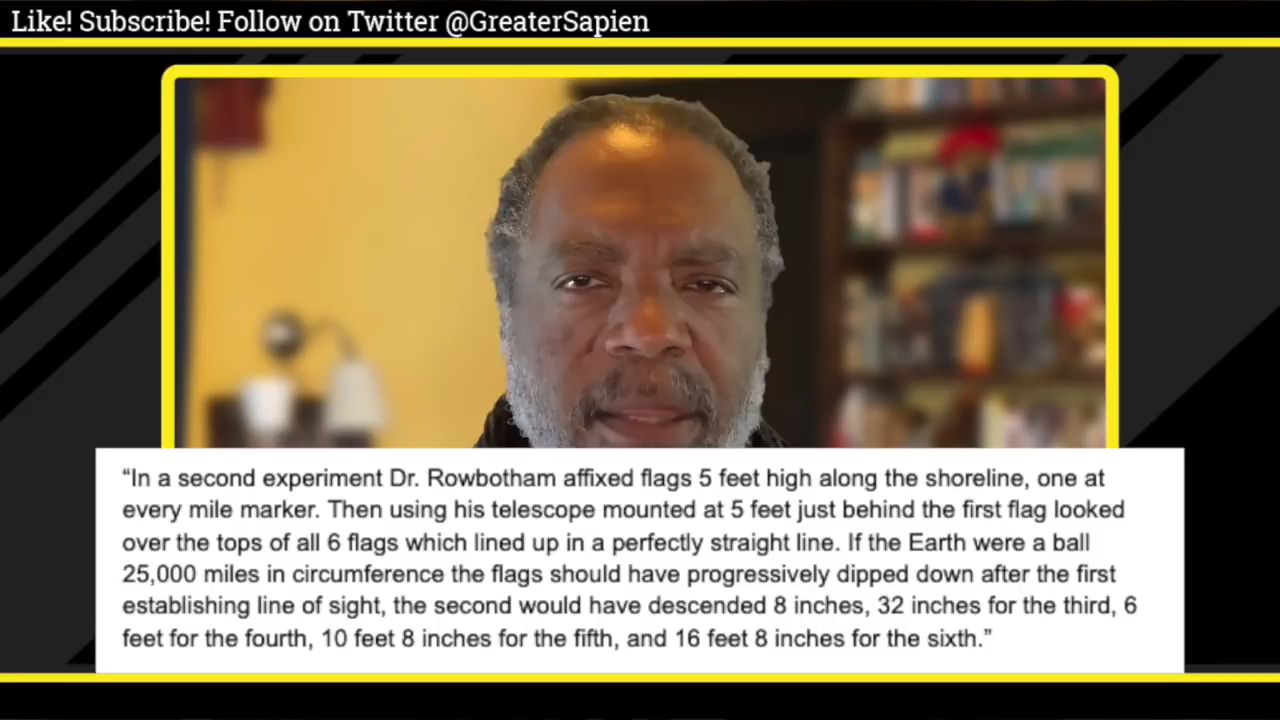 Like! Subscribe! Follow on Twitter @GreaterSapien
“In a second experiment Dr. Rowbotham affixed flags 5 feet high along the shoreline, one at
every mile marker. Then using his telescope mounted at 5 feet just behind the first flag looked
over the tops of all 6 flags which lined up in a perfectly straight line. If the Earth were a ball
25,000 miles in circumference the flags should have progressively dipped down after the first
establishing line of sight, the second would have descended 8 inches, 32 inches for the third, 6
feet for the fourth, 10 feet 8 inches for the fifth, and 16 feet 8 inches for the sixth.”